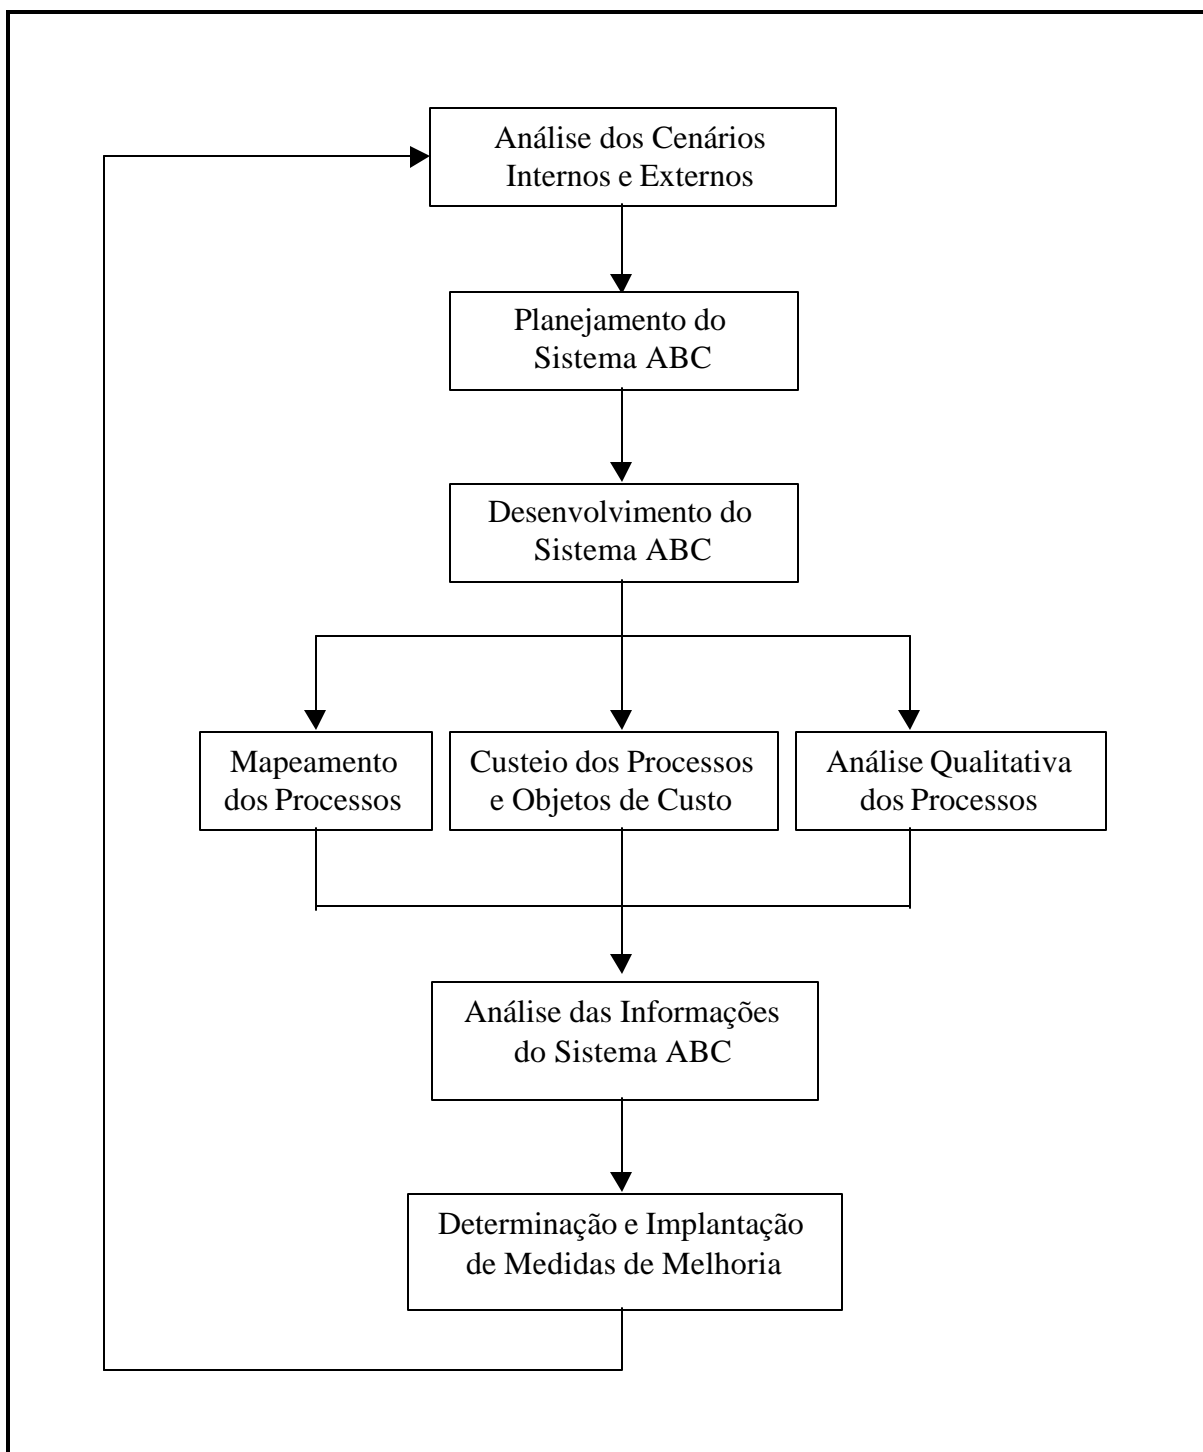 Análise dos Cenários
Internos e Externos
Planejamento do
Sistema ABC
Desenvolvimento do
Sistema ABC
Mapeamento
dos Processos
Custeio dos Processos
e Objetos de Custo
Análise Qualitativa
dos Processos
Análise das Informações
do Sistema ABC
Determinação e Implantação
de Medidas de Melhoria